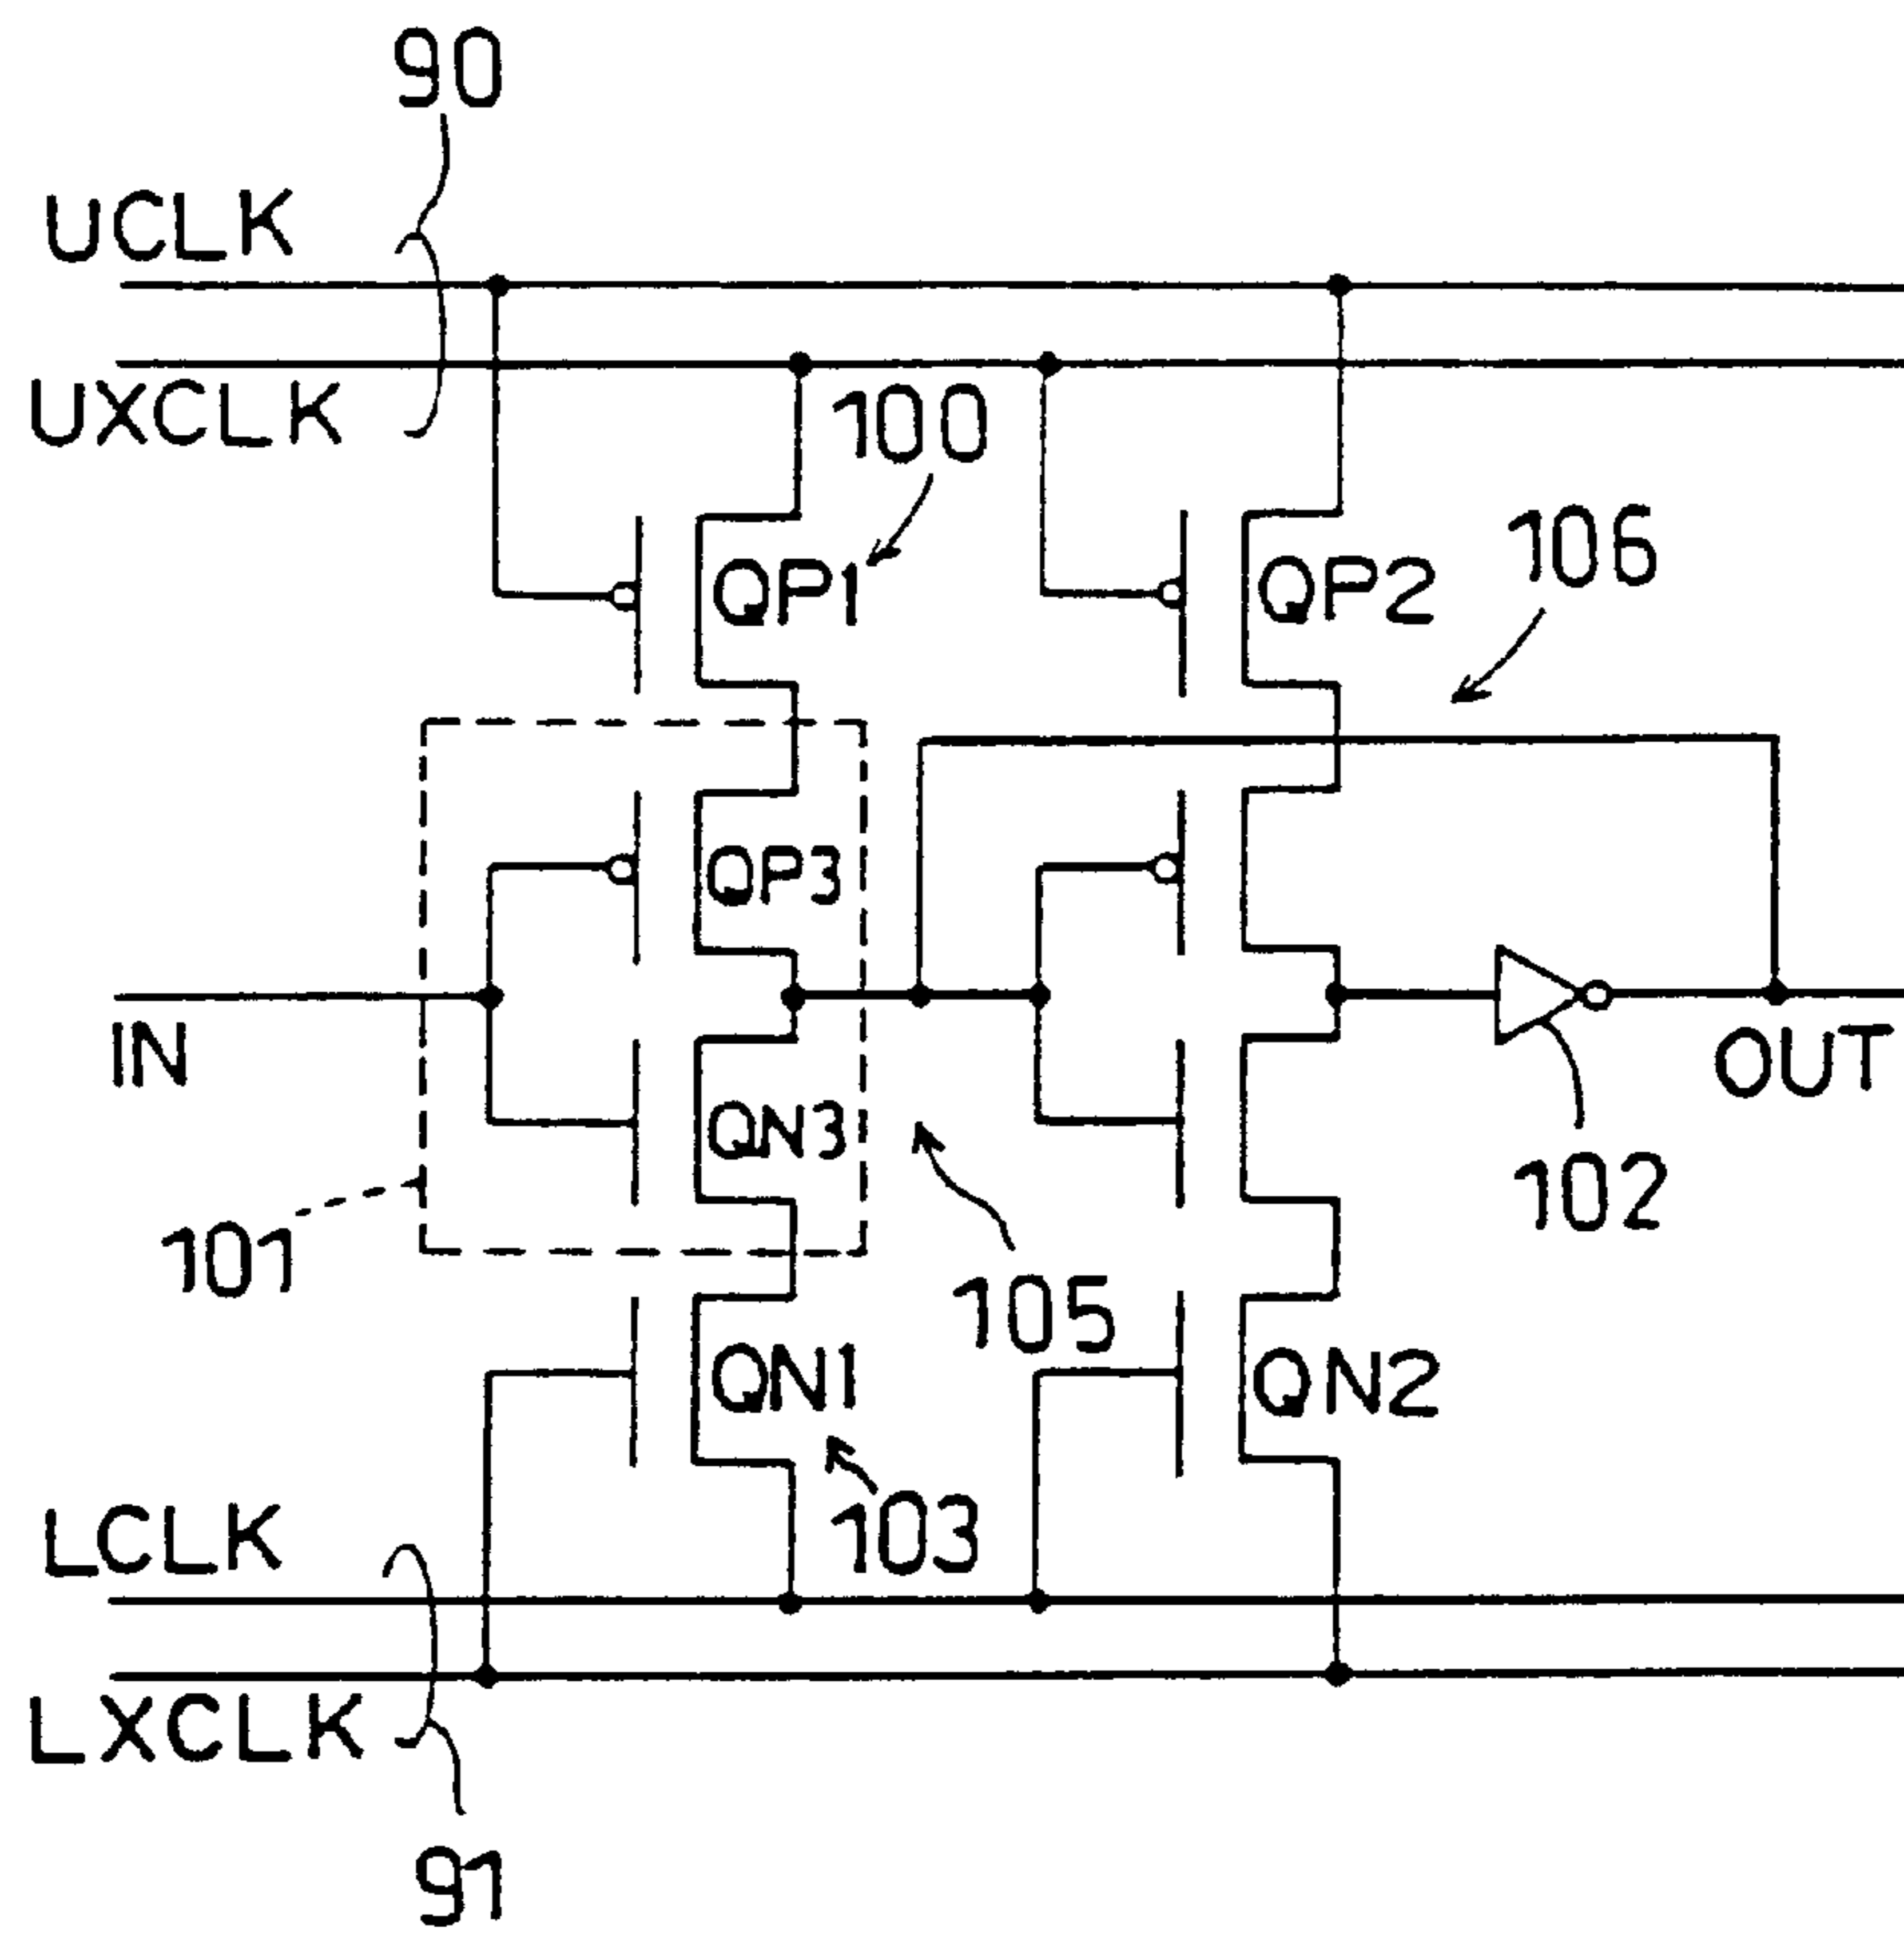 90
UCLK
UXCLK
100
QP1
QP2
106
QP3
IN
OUT
QN3
101
102
105
QN1
QN2
103
LCLK
LXCLK
91